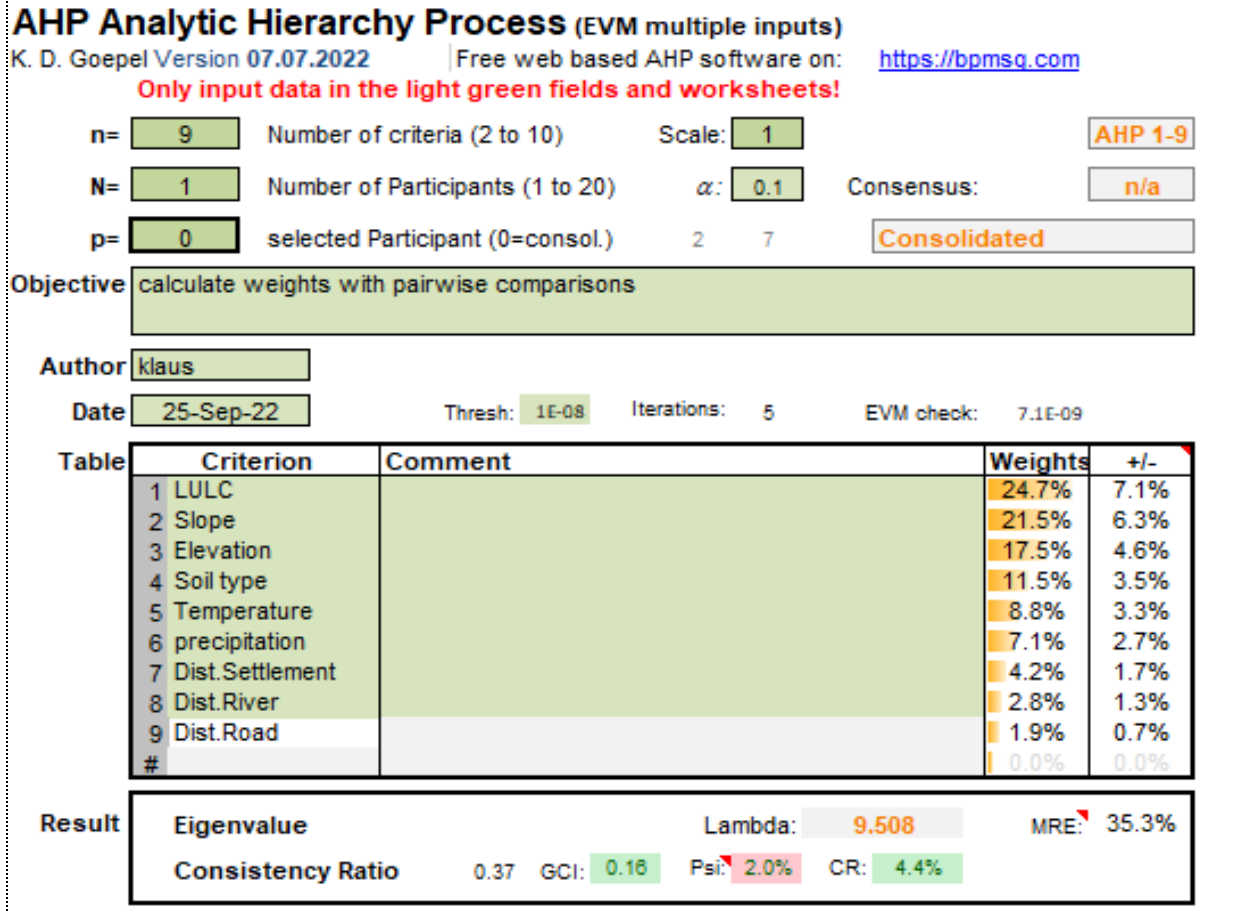 AHP Analytic Hierarchy Process (EVM multiple inputs)
K. D. Goepel Version 07.07.2022 Free web based AHP software on: https://bpmsg.com
Only input data in the light green fields and worksheets!
n= 9 Number of criteria (2 to 10) Scale: 1 AHP 1-9
N= 1 Number of Participants (1 to 20) α: 0.1 Consensus: n/a
p= 0 selected Participant (0=consol.) 2 7 Consolidated
Objective calculate weights with pairwise comparisons
Author klaus
Date 25-Sep-22 Thresh: 1E-08 Iterations: 5 EVM check: 7.1E-09
Table Criterion Comment Weights +/-
1 LULC 24.7% 7.1%
2 Slope 21.5% 6.3%
3 Elevation 17.5% 4.6%
4 Soil type 11.5% 3.5%
5 Temperature 8.8% 3.3%
6 precipitation 7.1% 2.7%
7 Dist.Settlement 4.2% 1.7%
8 Dist.River 2.8% 1.3%
9 Dist.Road 1.9% 0.7%
# 0.0% 0.0%
Result Eigenvalue Lambda: 9.508 MRE: 35.3%
Consistency Ratio 0.37 GCI: 0.16 Psi: 2.0% CR: 4.4%